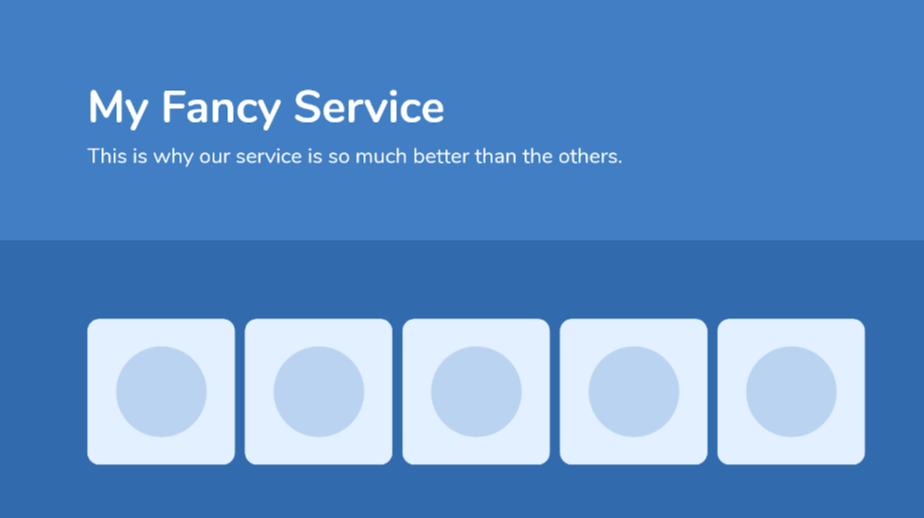 My Fancy Service
This is why our service is so much better than the others.